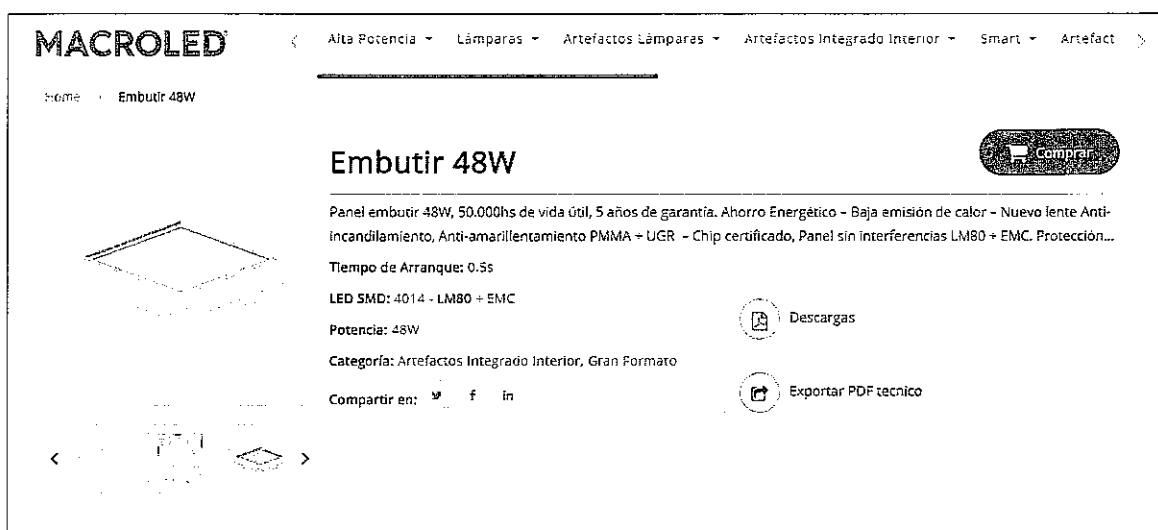 MACROLED
Alta Potencia Lámparas Artefactos Lámparas Artefactos Integrado Interior Smart Artefact
Home Embutir 48W
Embutir 48W
Comprar
Panel embutir 48W, 50.000hs de vida útil, 5 años de garantía. Ahorro Energético – Baja emisión de calor – Nuevo lente Anti-
incandilamiento, Anti-amarillentamiento PMMA + UGR – Chip certificado, Panel sin interferencias LM80 + EMC. Protección...
Tiempo de Arranque: 0.5s
LED SMD: 4014 - LM80 + EMC
Potencia: 48W
Categoría: Artefactos Integrado Interior, Gran Formato
Compartir en:
Descargas
Exportar PDF tecnico